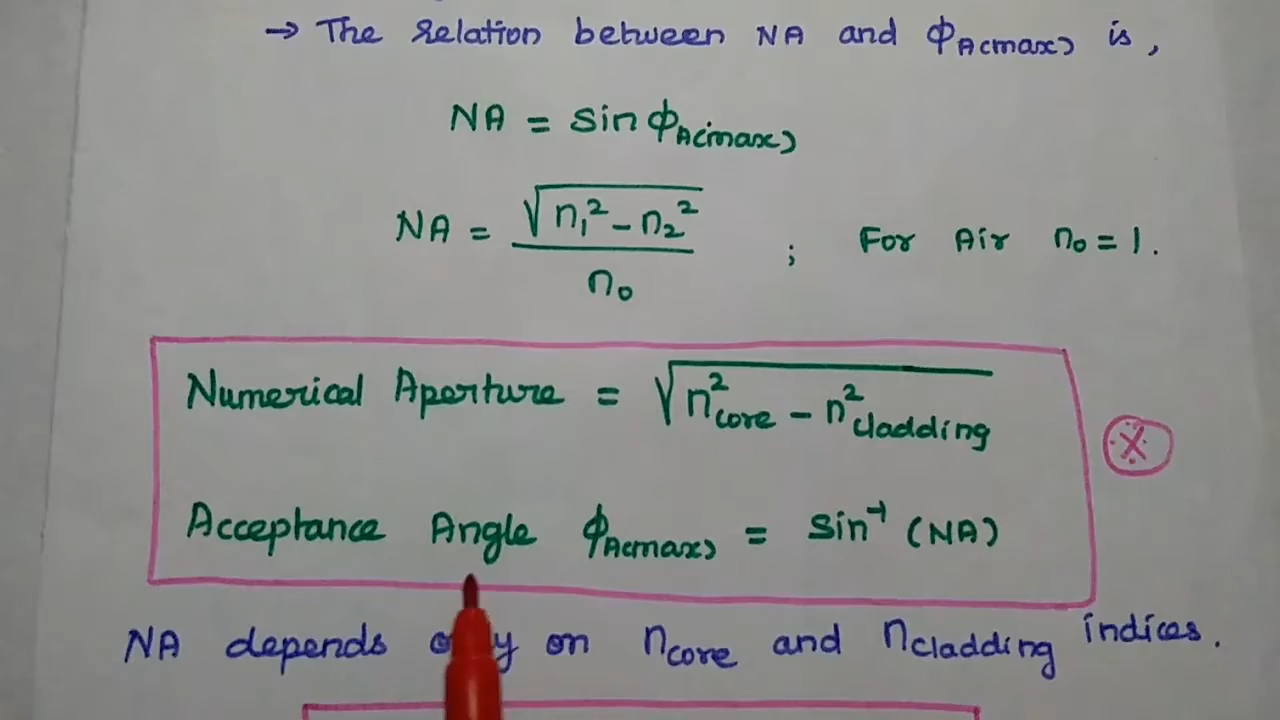 → The relation between NA and ϕA(max) is,
NA = sin ϕA(max)
NA = √(n₁² - n₂²) / n₀ ; For Air n₀ = 1.
Numerical Aperture = √(n²core - n²cladding)
X
Acceptance Angle ϕA(max) = sin⁻¹ (NA)
NA depends only on ncore and ncladding indices.